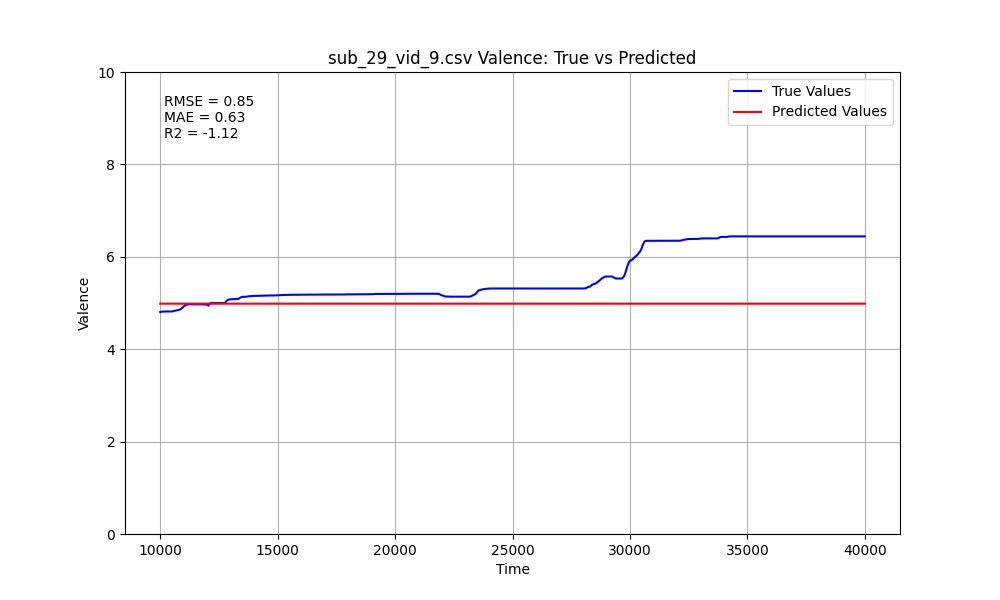 sub_29_vid_9.csv Valence: True vs Predicted
RMSE = 0.85
MAE = 0.63
R2 = -1.12
True Values
Predicted Values
Valence
10
8
6
4
2
0
10000 15000 20000 25000 30000 35000 40000
Time